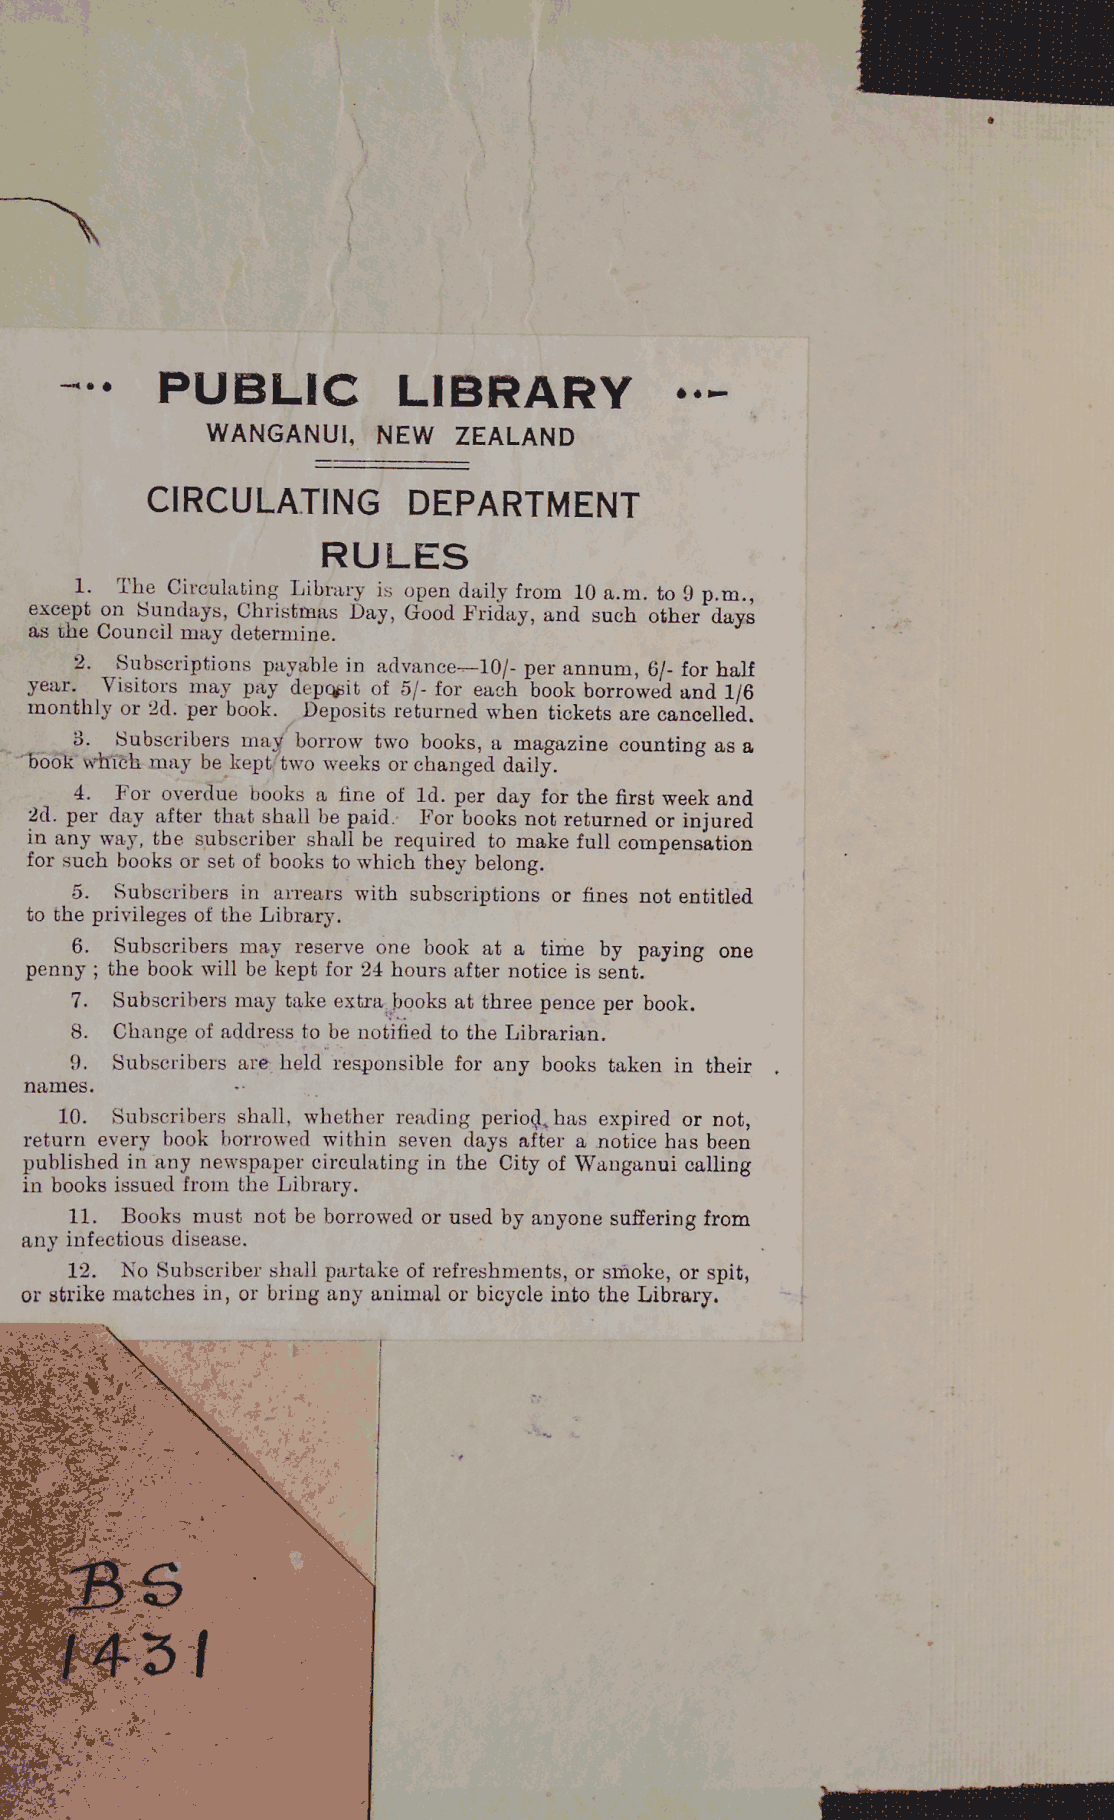 PUBLIC LIBRARY
WANGANUI, NEW ZEALAND
CIRCULATING DEPARTMENT
RULES
1. The Circulating Library is open daily from 10 a.m. to 9 p.m.,
except on Sundays, Christmas Day, Good Friday, and such other days
as the Council may determine.
2. Subscriptions payable in advance—10/- per annum, 6/- for half
year. Visitors may pay deposit of 5/- for each book borrowed and 1/6
monthly or 2d. per book. Deposits returned when tickets are cancelled.
3. Subscribers may borrow two books, a magazine counting as a
book which may be kept two weeks or changed daily.
4. For overdue books a fine of 1d. per day for the first week and
2d. per day after that shall be paid. For books not returned or injured
in any way, the subscriber shall be required to make full compensation
for such books or set of books to which they belong.
5. Subscribers in arrears with subscriptions or fines not entitled
to the privileges of the Library.
6. Subscribers may reserve one book at a time by paying one
penny ; the book will be kept for 24 hours after notice is sent.
7. Subscribers may take extra books at three pence per book.
8. Change of address to be notified to the Librarian.
9. Subscribers are held responsible for any books taken in their
names.
10. Subscribers shall, whether reading period has expired or not,
return every book borrowed within seven days after a notice has been
published in any newspaper circulating in the City of Wanganui calling
in books issued from the Library.
11. Books must not be borrowed or used by anyone suffering from
any infectious disease.
12. No Subscriber shall partake of refreshments, or smoke, or spit,
or strike matches in, or bring any animal or bicycle into the Library.
BS
1431